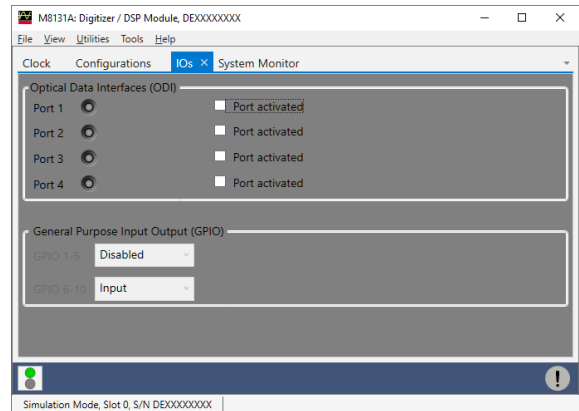 M8131A: Digitizer / DSP Module, DEXXXXXXXX
File View Utilities Tools Help
Clock Configurations IOs × System Monitor
Optical Data Interfaces (ODI)
Port 1 Port activated
Port 2 Port activated
Port 3 Port activated
Port 4 Port activated
General Purpose Input Output (GPIO)
GPIO 1-5 Disabled
GPIO 6-10 Input
Simulation Mode, Slot 0, S/N DEXXXXXXXX